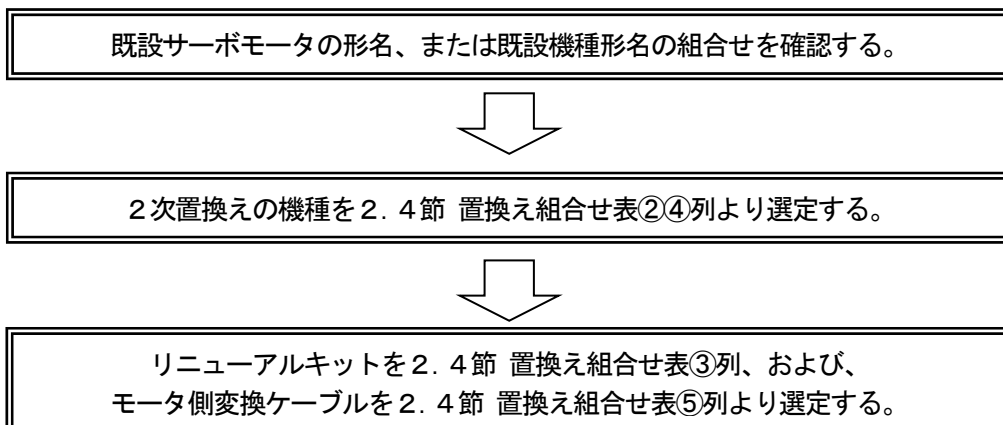 既設サーボモータの形名、または既設機種形名の組合せを確認する。
２次置換えの機種を２．４節 置換え組合せ表②④列より選定する。
リニューアルキットを２．４節 置換え組合せ表③列、および、
モータ側変換ケーブルを２．４節 置換え組合せ表⑤列より選定する。